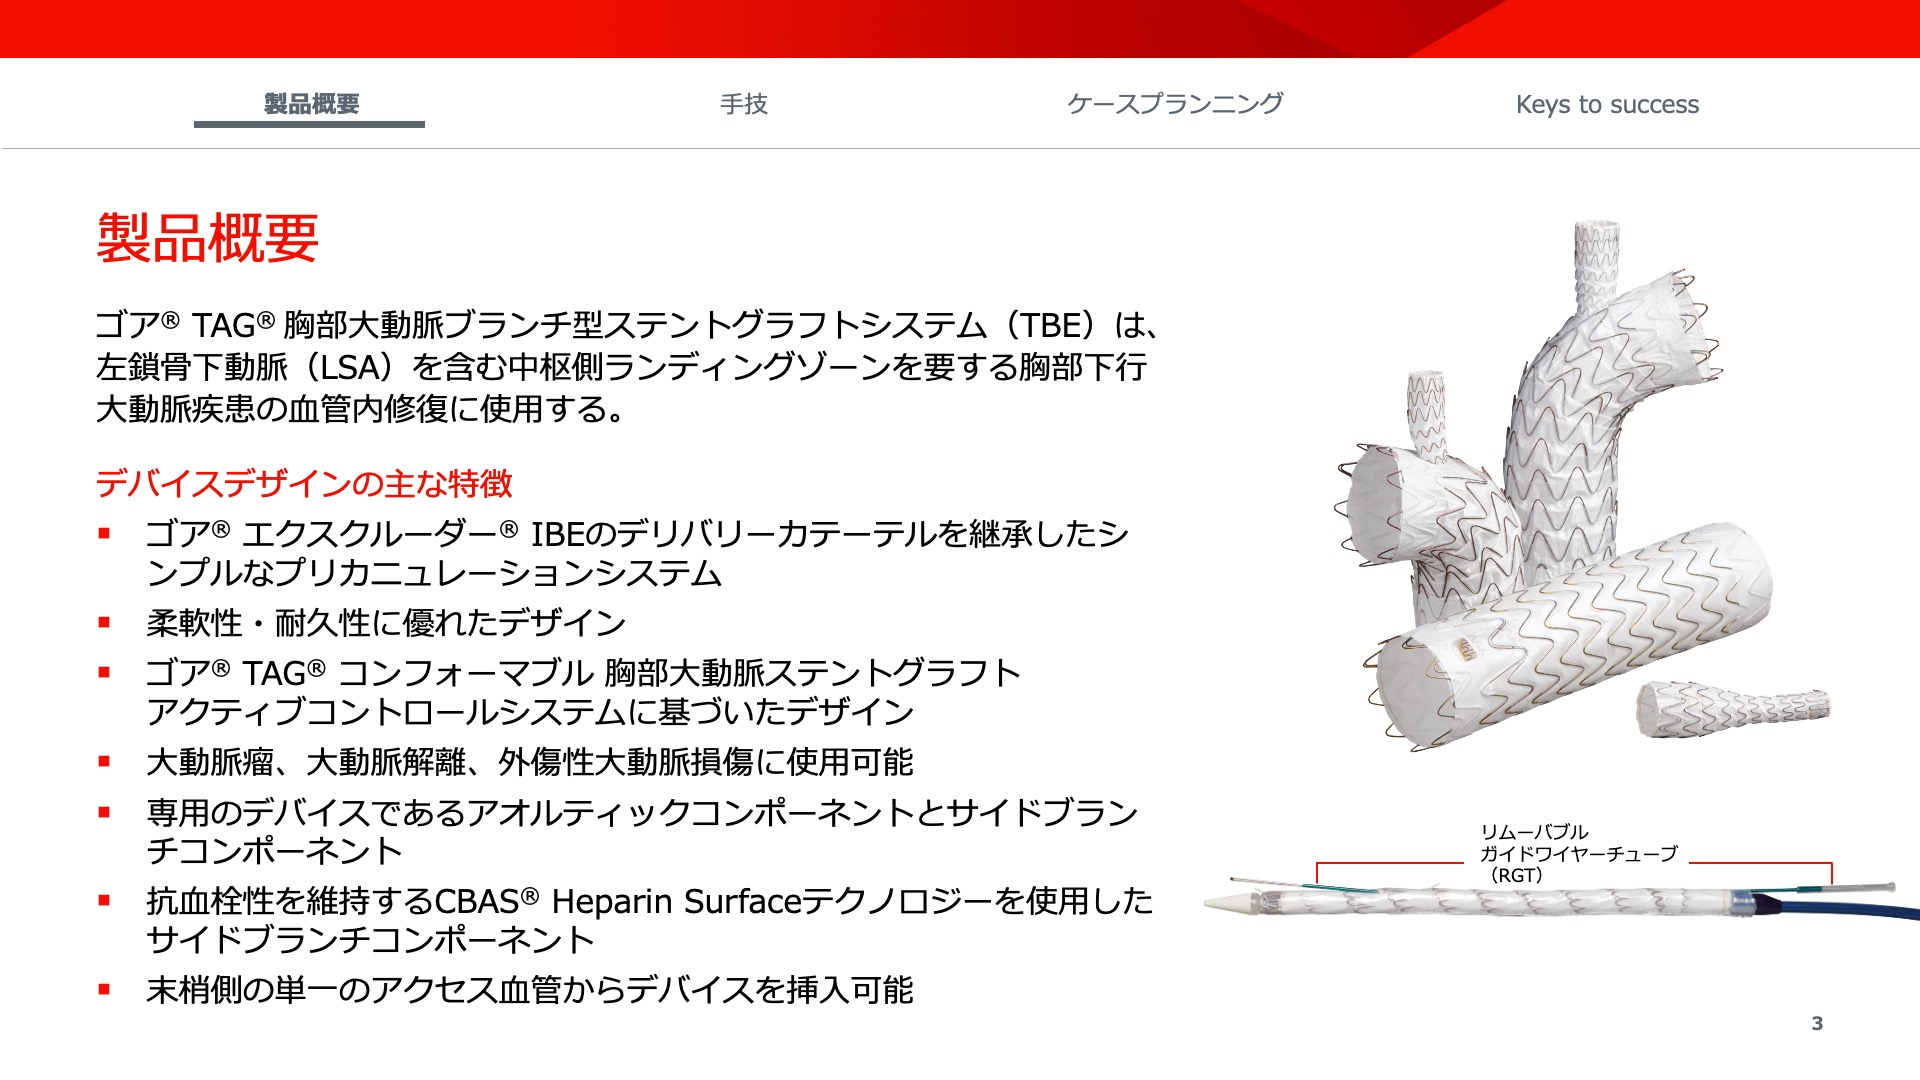 製品概要
手技
ケースプランニング
Keys to success
製品概要
ゴア® TAG® 胸部大動脈ブランチ型ステントグラフトシステム（TBE）は、
左鎖骨下動脈（LSA）を含む中枢側ランディングゾーンを要する胸部下行
大動脈疾患の血管内修復に使用する。
デバイスデザインの主な特徴
▪ ゴア® エクスクルーダー® IBEのデリバリーカテーテルを継承したシ
ンプルなプリカニュレーションシステム
▪ 柔軟性・耐久性に優れたデザイン
▪ ゴア® TAG® コンフォーマブル 胸部大動脈ステントグラフト
アクティブコントロールシステムに基づいたデザイン
▪ 大動脈瘤、大動脈解離、外傷性大動脈損傷に使用可能
▪ 専用のデバイスであるアオルティックコンポーネントとサイドブラン
チコンポーネント
▪ 抗血栓性を維持するCBAS® Heparin Surfaceテクノロジーを使用した
サイドブランチコンポーネント
▪ 末梢側の単一のアクセス血管からデバイスを挿入可能
リムーバブル
ガイドワイヤーチューブ
（RGT）
3